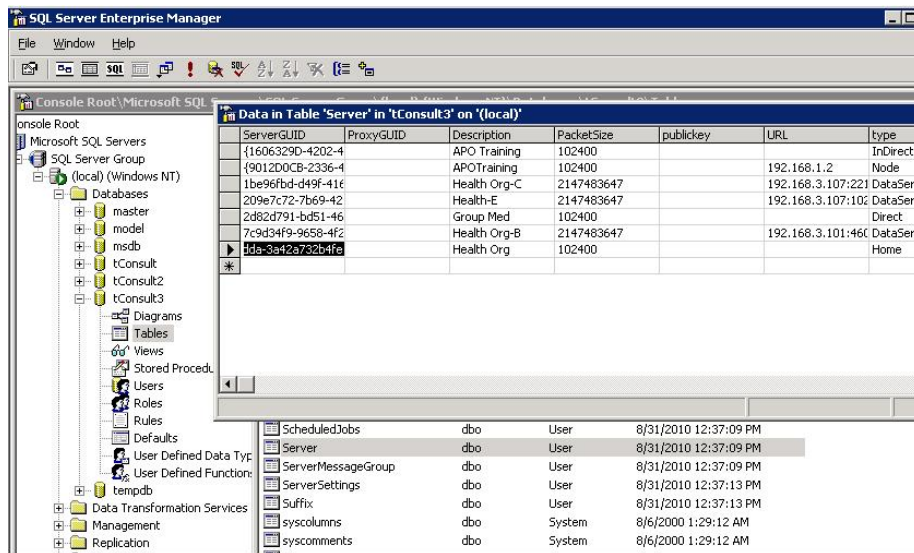 SQL Server Enterprise Manager
File Window Help
Console Root\Microsoft SQL
onsole Root
Microsoft SQL Servers
SQL Server Group
(local) (Windows NT)
Databases
master
model
msdb
tConsult
tConsult2
tConsult3
Diagrams
Tables
Views
Stored Procedu
Users
Roles
Rules
Defaults
User Defined Data Typ
User Defined Function
tempdb
Data Transformation Services
Management
Replication
Data in Table 'Server' in 'tConsult3' on '(local)'
ServerGUID ProxyGUID Description PacketSize publickey URL type
{1606329D-4202-4 APO Training 102400 InDirect
{9012D0CB-2336-4 APOTraining 102400 192.168.1.2 Node
1be96fbd-d49f-416 Health Org-C 2147483647 192.168.3.107:221 DataSer
209e7c72-7b69-42 Health-E 2147483647 192.168.3.107:102 DataSer
2d82d791-bd51-46 Group Med 102400 Direct
7c9d34f9-9658-4f2 Health Org-B 2147483647 192.168.3.101:460 DataSer
dda-3a42a732b4fe Health Org 102400 Home
ScheduledJobs dbo User 8/31/2010 12:37:09 PM
Server dbo User 8/31/2010 12:37:09 PM
ServerMessageGroup dbo User 8/31/2010 12:37:09 PM
ServerSettings dbo User 8/31/2010 12:37:13 PM
Suffix dbo User 8/31/2010 12:37:13 PM
syscolumns dbo System 8/6/2000 1:29:12 AM
syscomments dbo System 8/6/2000 1:29:12 AM